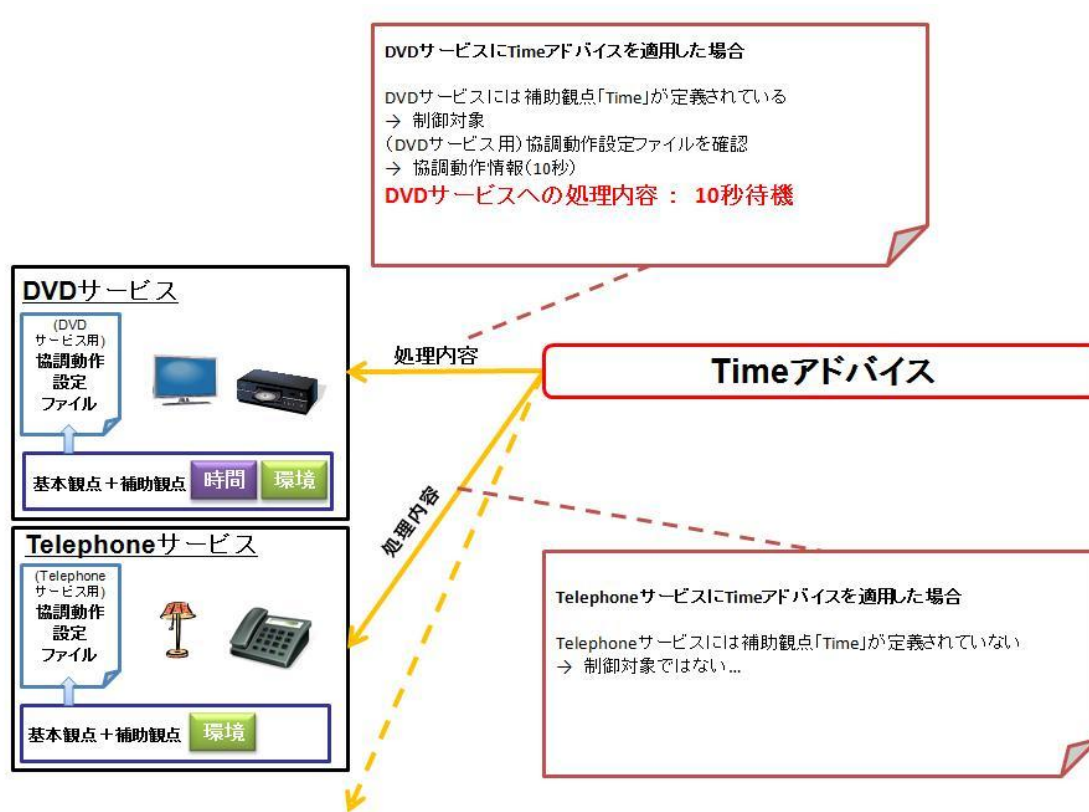 DVDサービスにTimeアドバイスを適用した場合
DVDサービスには補助観点「Time」が定義されている
→ 制御対象
(DVDサービス用)協調動作設定ファイルを確認
→ 協調動作情報(10秒)
DVDサービスへの処理内容 : 10秒待機
DVDサービス
(DVD
サービス用)
協調動作
設定
ファイル
基本観点+補助観点 時間 環境
処理内容
Timeアドバイス
処理内容
Telephoneサービス
(Telephone
サービス用)
協調動作
設定
ファイル
基本観点+補助観点 環境
TelephoneサービスにTimeアドバイスを適用した場合
Telephoneサービスには補助観点「Time」が定義されていない
→ 制御対象ではない...